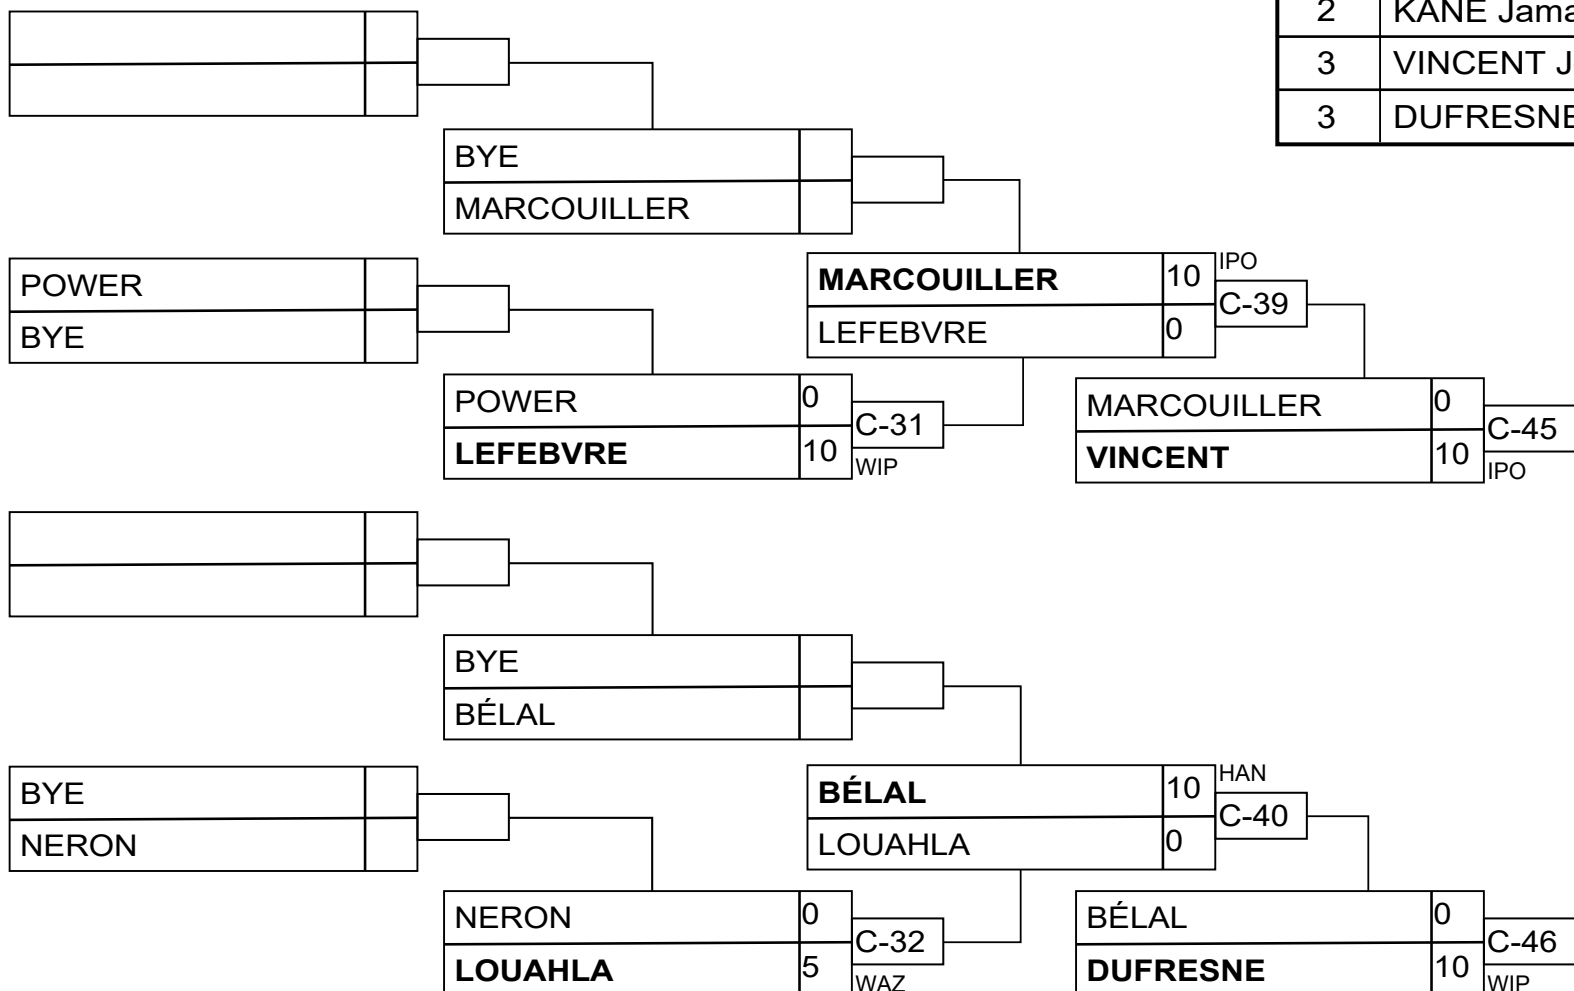 2 KANE Jama
3 VINCENT J
3 DUFRESNE
BYE
MARCOUILLER
POWER
BYE
MARCOUILLER 10 IPO
C-39
LEFEBVRE 0
POWER 0
C-31
LEFEBVRE 10 WIP
MARCOUILLER 0
C-45
VINCENT 10 IPO
BYE
BÉLAL
BYE
NERON
BÉLAL 10 HAN
C-40
LOUAHLA 0
NERON 0
C-32
LOUAHLA 5 WAZ
BÉLAL 0
C-46
DUFRESNE 10 WIP